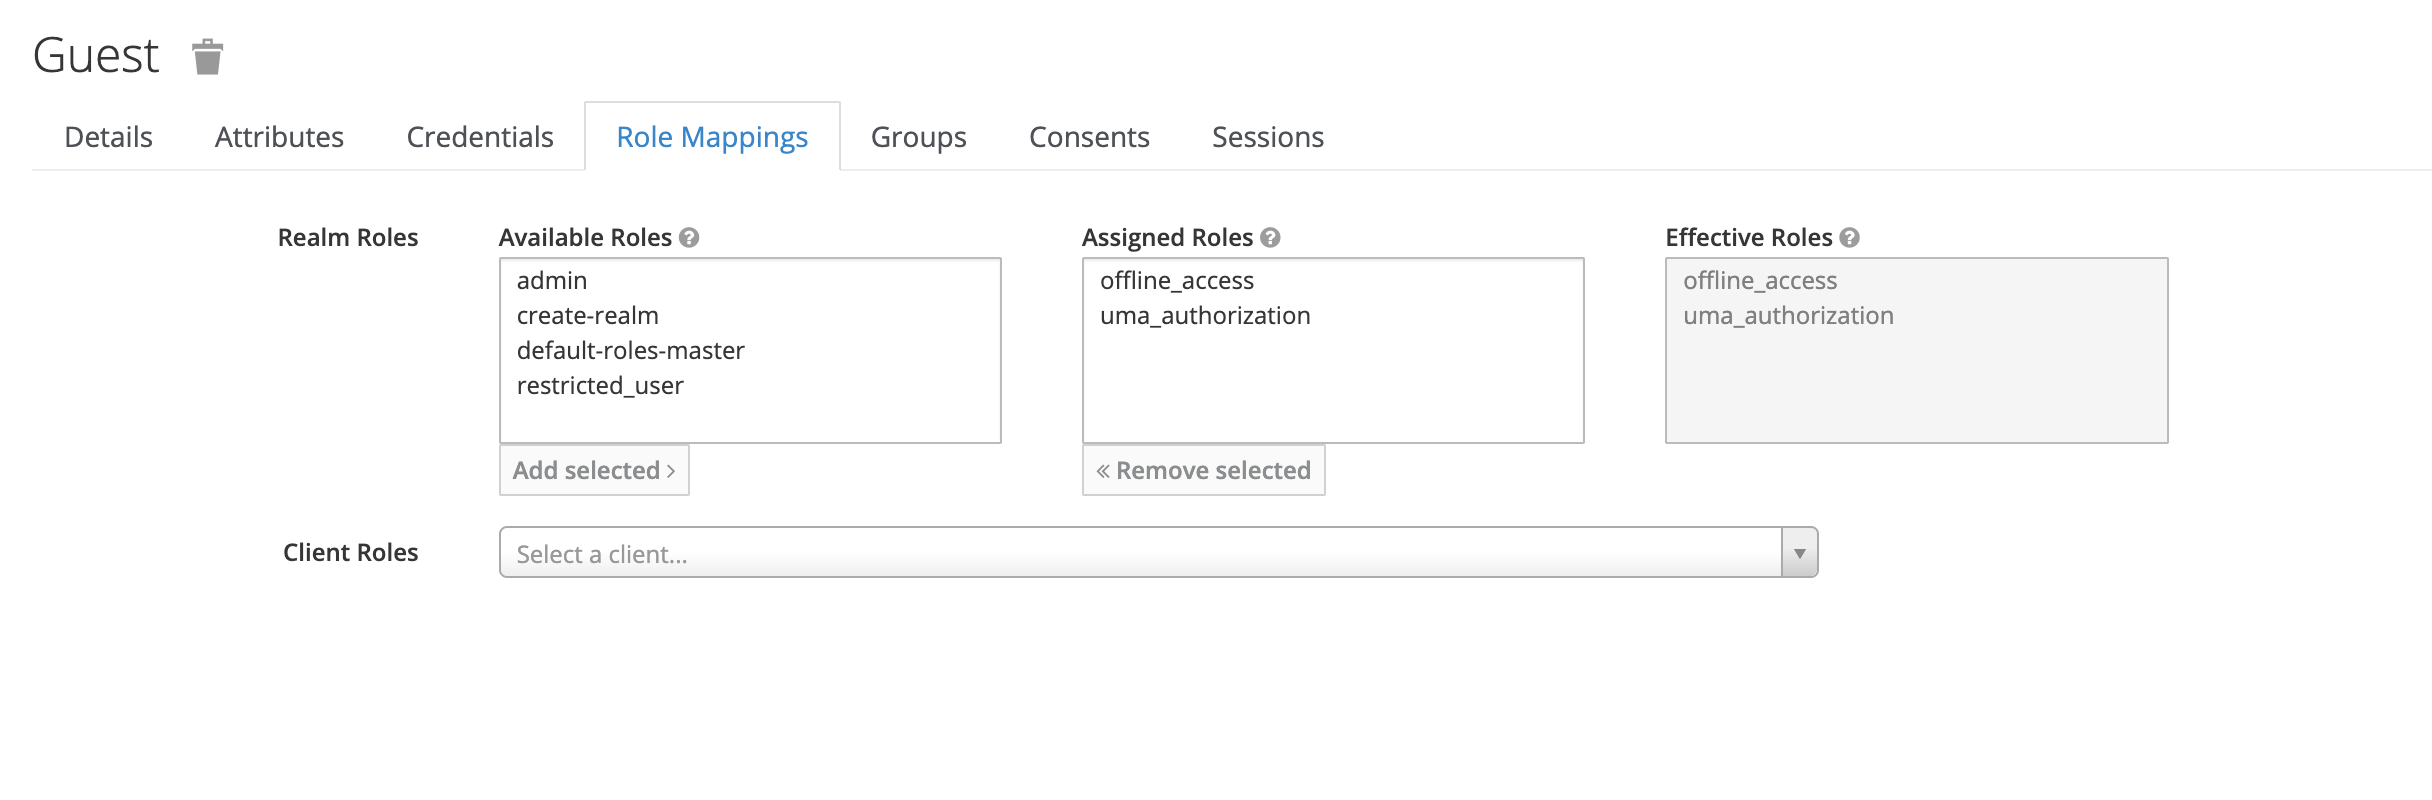 Guest
Details Attributes Credentials Role Mappings Groups Consents Sessions
Realm Roles
Available Roles
admin
create-realm
default-roles-master
restricted_user
Add selected ›
Assigned Roles
offline_access
uma_authorization
« Remove selected
Effective Roles
offline_access
uma_authorization
Client Roles
Select a client...